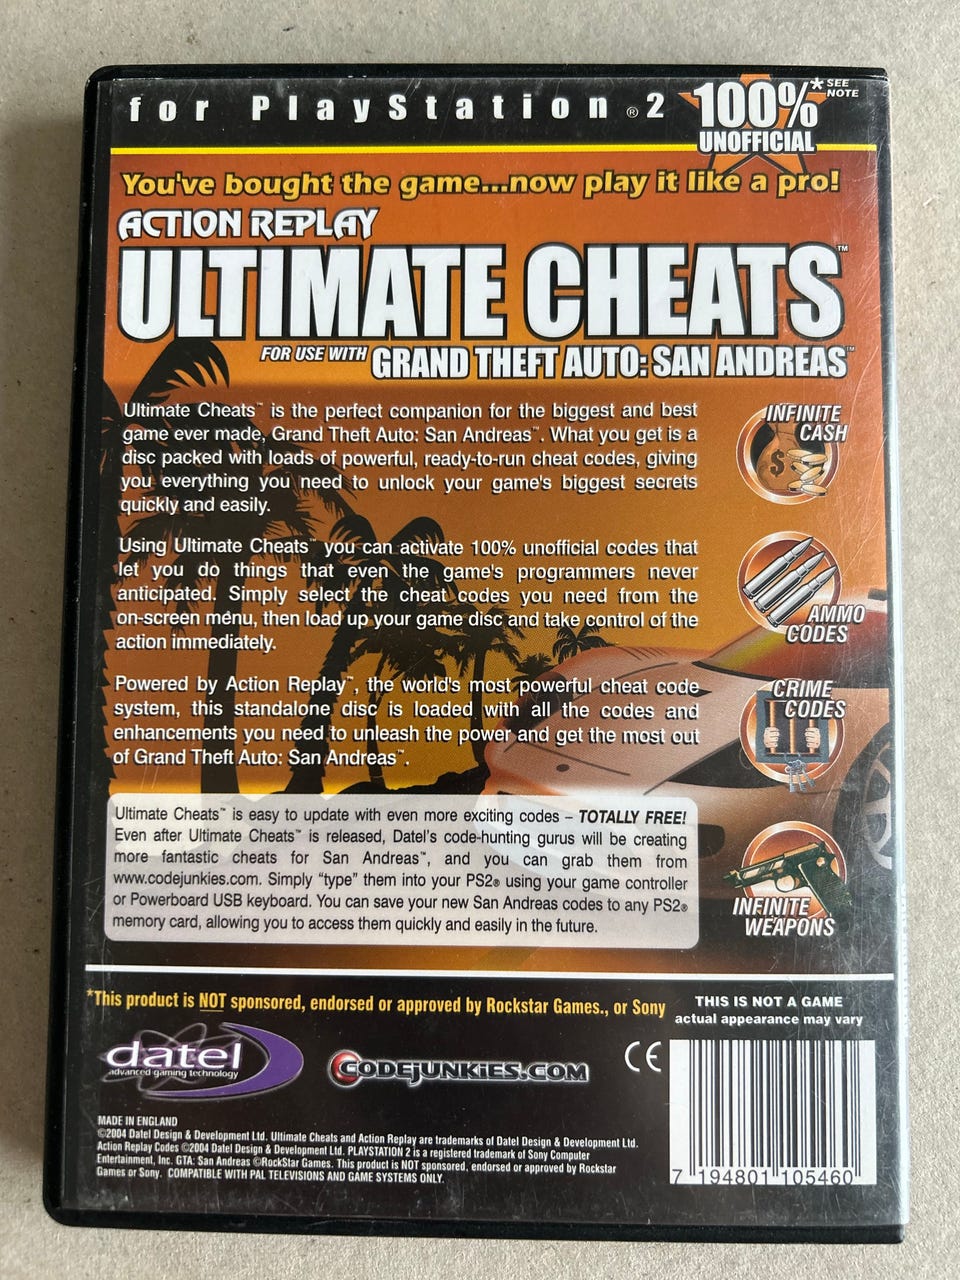 for PlayStation®2
100%* SEE NOTE
UNOFFICIAL
You've bought the game...now play it like a pro!
ACTION REPLAY
ULTIMATE CHEATS™
FOR USE WITH GRAND THEFT AUTO: SAN ANDREAS™
Ultimate Cheats™ is the perfect companion for the biggest and best
game ever made, Grand Theft Auto: San Andreas™. What you get is a
disc packed with loads of powerful, ready-to-run cheat codes, giving
you everything you need to unlock your game's biggest secrets
quickly and easily.
Using Ultimate Cheats™ you can activate 100% unofficial codes that
let you do things that even the game's programmers never
anticipated. Simply select the cheat codes you need from the
on-screen menu, then load up your game disc and take control of the
action immediately.
Powered by Action Replay™, the world's most powerful cheat code
system, this standalone disc is loaded with all the codes and
enhancements you need to unleash the power and get the most out
of Grand Theft Auto: San Andreas™.
INFINITE
CASH
$
AMMO
CODES
CRIME
CODES
INFINITE
WEAPONS
Ultimate Cheats™ is easy to update with even more exciting codes – TOTALLY FREE!
Even after Ultimate Cheats™ is released, Datel's code-hunting gurus will be creating
more fantastic cheats for San Andreas™, and you can grab them from
www.codejunkies.com. Simply “type” them into your PS2® using your game controller
or Powerboard USB keyboard. You can save your new San Andreas codes to any PS2®
memory card, allowing you to access them quickly and easily in the future.
*This product is NOT sponsored, endorsed or approved by Rockstar Games., or Sony
THIS IS NOT A GAME
actual appearance may vary
datel
advanced gaming technology
CODEJUNKIES.COM
CE
MADE IN ENGLAND
©2004 Datel Design & Development Ltd. Ultimate Cheats and Action Replay are trademarks of Datel Design & Development Ltd.
Action Replay Codes ©2004 Datel Design & Development Ltd. PLAYSTATION 2 is a registered trademark of Sony Computer
Entertainment, Inc. GTA: San Andreas ©RockStar Games. This product is NOT sponsored, endorsed or approved by Rockstar
Games or Sony. COMPATIBLE WITH PAL TELEVISIONS AND GAME SYSTEMS ONLY.
7 194801 105460